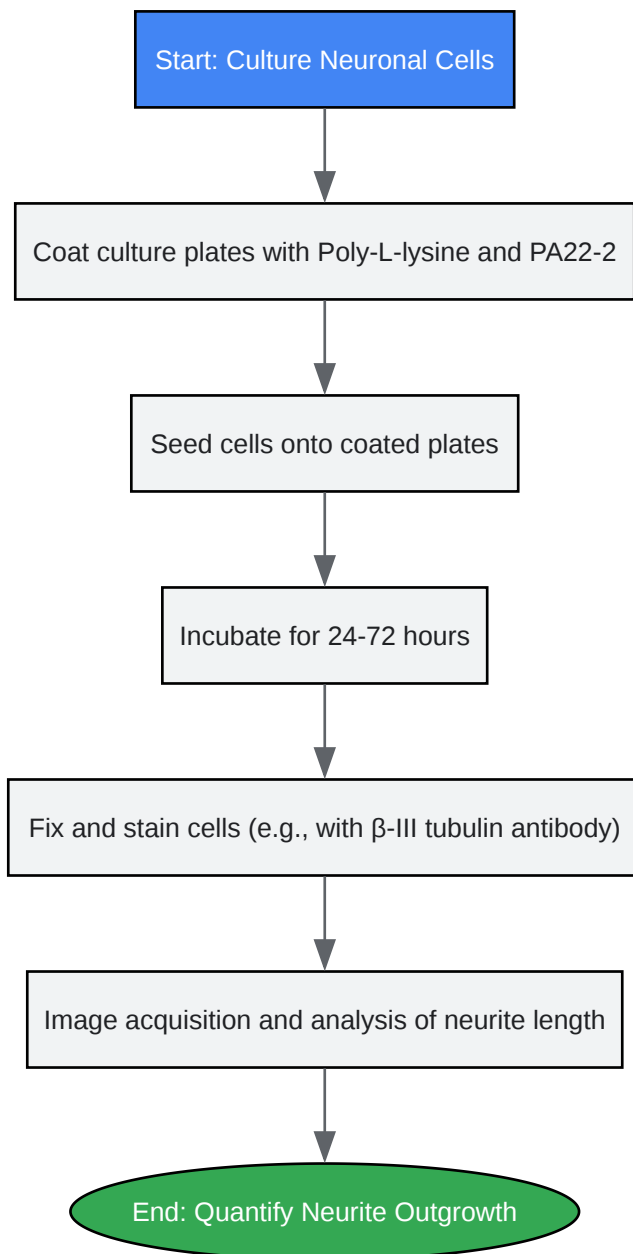 Start: Culture Neuronal Cells
Coat culture plates with Poly-L-lysine and PA22-2
Seed cells onto coated plates
Incubate for 24-72 hours
Fix and stain cells (e.g., with β-III tubulin antibody)
Image acquisition and analysis of neurite length
End: Quantify Neurite Outgrowth